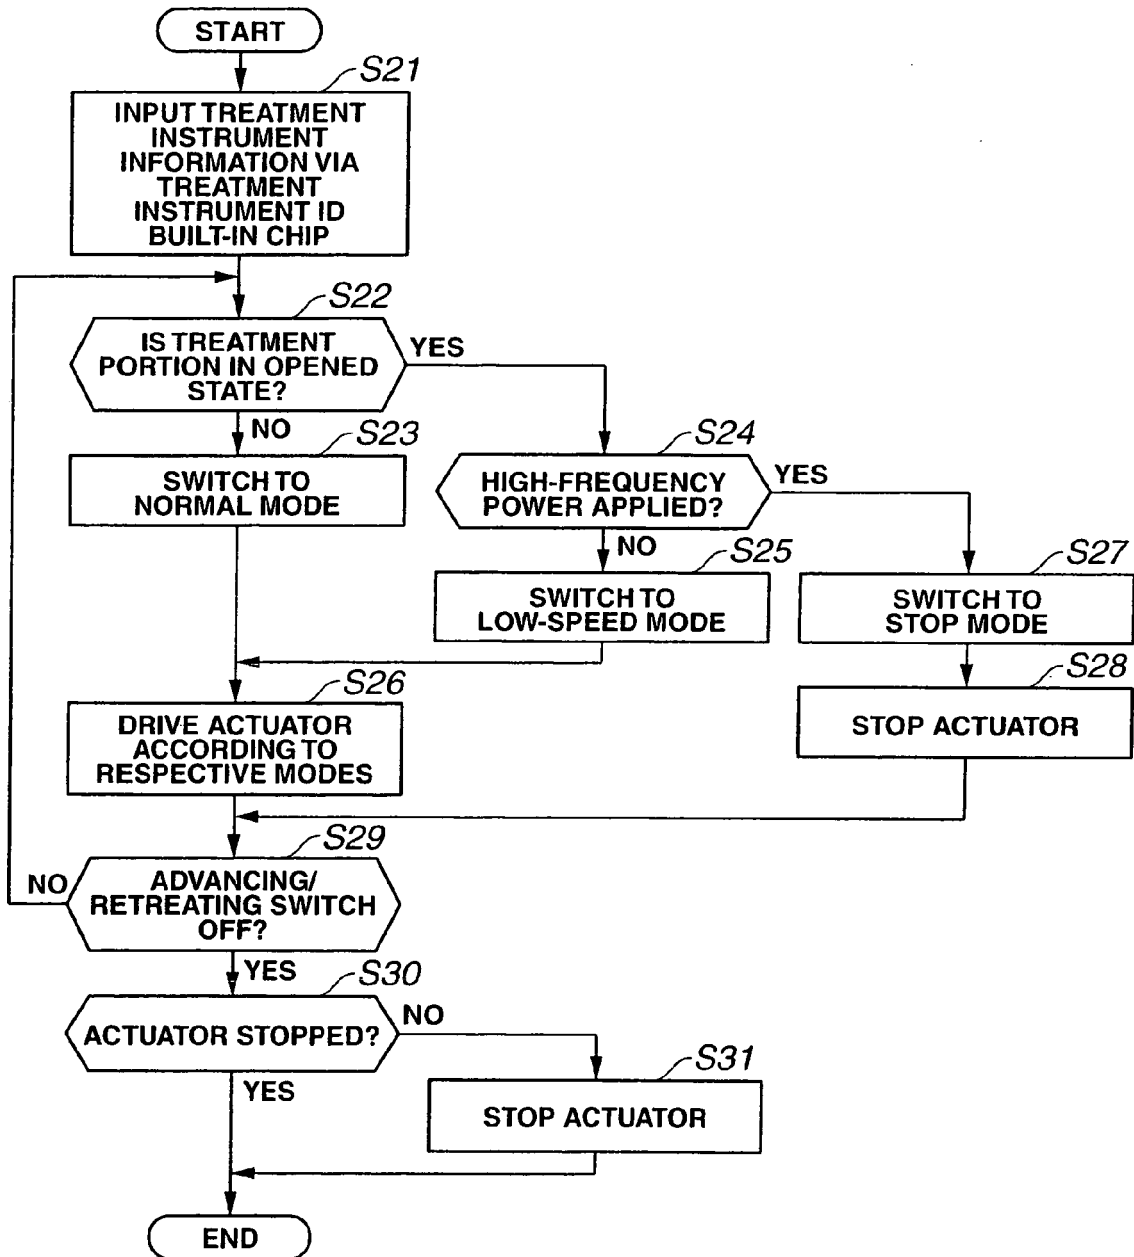 START
S21
INPUT TREATMENT
INSTRUMENT
INFORMATION VIA
TREATMENT
INSTRUMENT ID
BUILT-IN CHIP
S22
IS TREATMENT
PORTION IN OPENED
STATE?
YES
NO
S23
SWITCH TO
NORMAL MODE
S24
HIGH-FREQUENCY
POWER APPLIED?
YES
NO
S25
SWITCH TO
LOW-SPEED MODE
S27
SWITCH TO
STOP MODE
S26
DRIVE ACTUATOR
ACCORDING TO
RESPECTIVE MODES
S28
STOP ACTUATOR
S29
ADVANCING/
RETREATING SWITCH
OFF?
NO
YES
S30
ACTUATOR STOPPED?
NO
YES
S31
STOP ACTUATOR
END